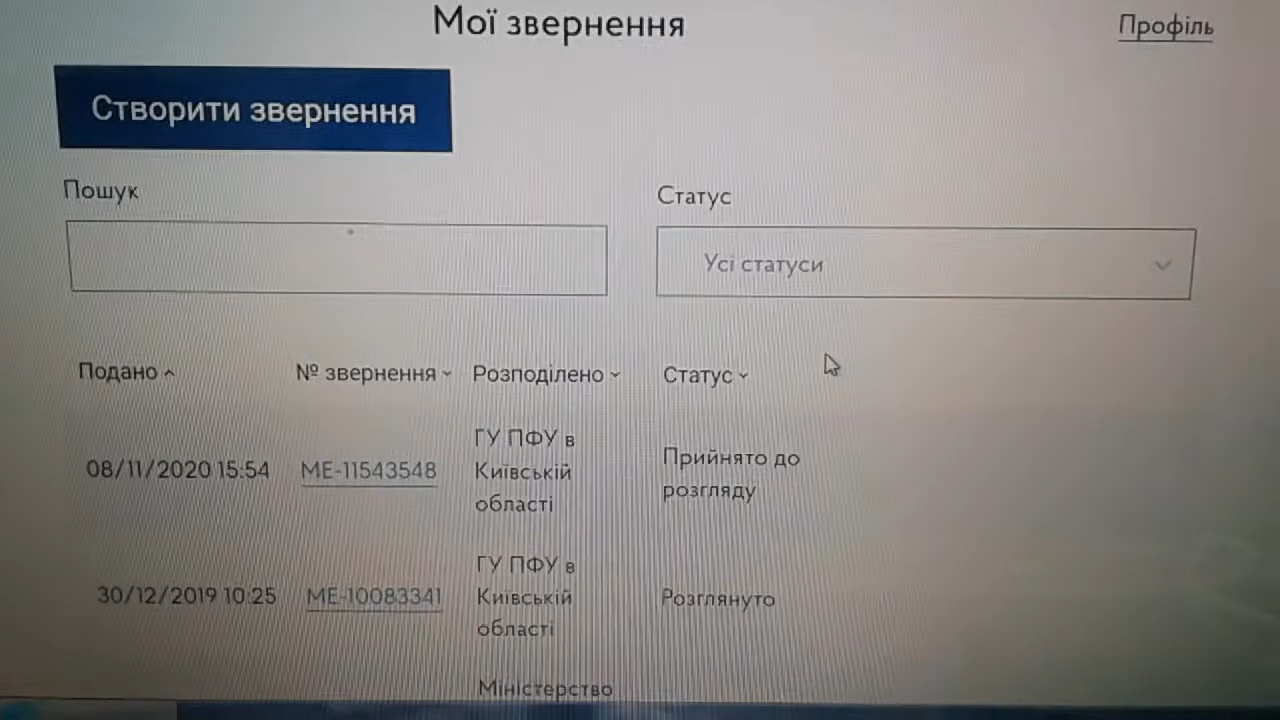 Мої звернення
Профіль
Створити звернення
Пошук
Статус
Усі статуси
Подано
№ звернення
Розподілено
Статус
08/11/2020 15:54
ME-11543548
ГУ ПФУ в
Київській
області
Прийнято до
розгляду
30/12/2019 10:25
ME-10083341
ГУ ПФУ в
Київській
області
Розглянуто
Міністерство